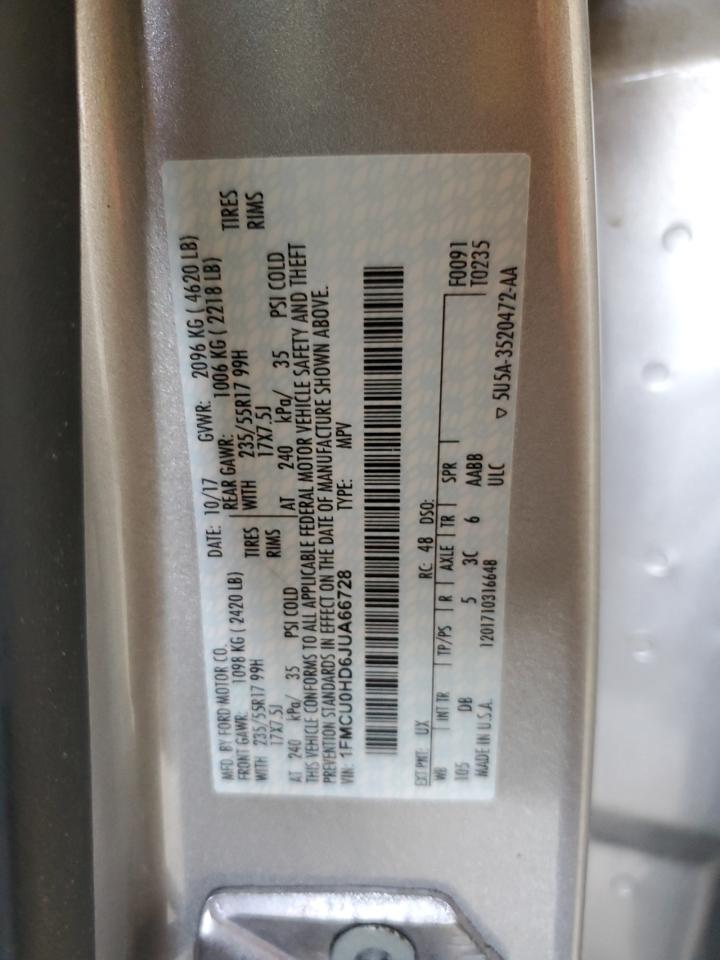 MFD. BY FORD MOTOR CO. DATE: 10/17 GVWR: 2096 KG ( 4620 LB)
FRONT GAWR: 1098 KG ( 2420 LB) REAR GAWR: 1006 KG ( 2218 LB)
WITH 235/55R17 99H TIRES WITH 235/55R17 99H TIRES
17X7.5J RIMS 17X7.5J RIMS
AT 240 kPa/ 35 PSI COLD AT 240 kPa/ 35 PSI COLD
THIS VEHICLE CONFORMS TO ALL APPLICABLE FEDERAL MOTOR VEHICLE SAFETY AND THEFT
PREVENTION STANDARDS IN EFFECT ON THE DATE OF MANUFACTURE SHOWN ABOVE.
VIN: 1FMCU0HD6JUA66728 TYPE: MPV
EXT PNT: UX RC: 48 DSO:
WB INT TR TP/PS R AXLE TR SPR F0091
105 DB 5 3C 6 AABB T0235
MADE IN U.S.A. 1201710316648 ULC ▽ 5U5A-3520472-AA